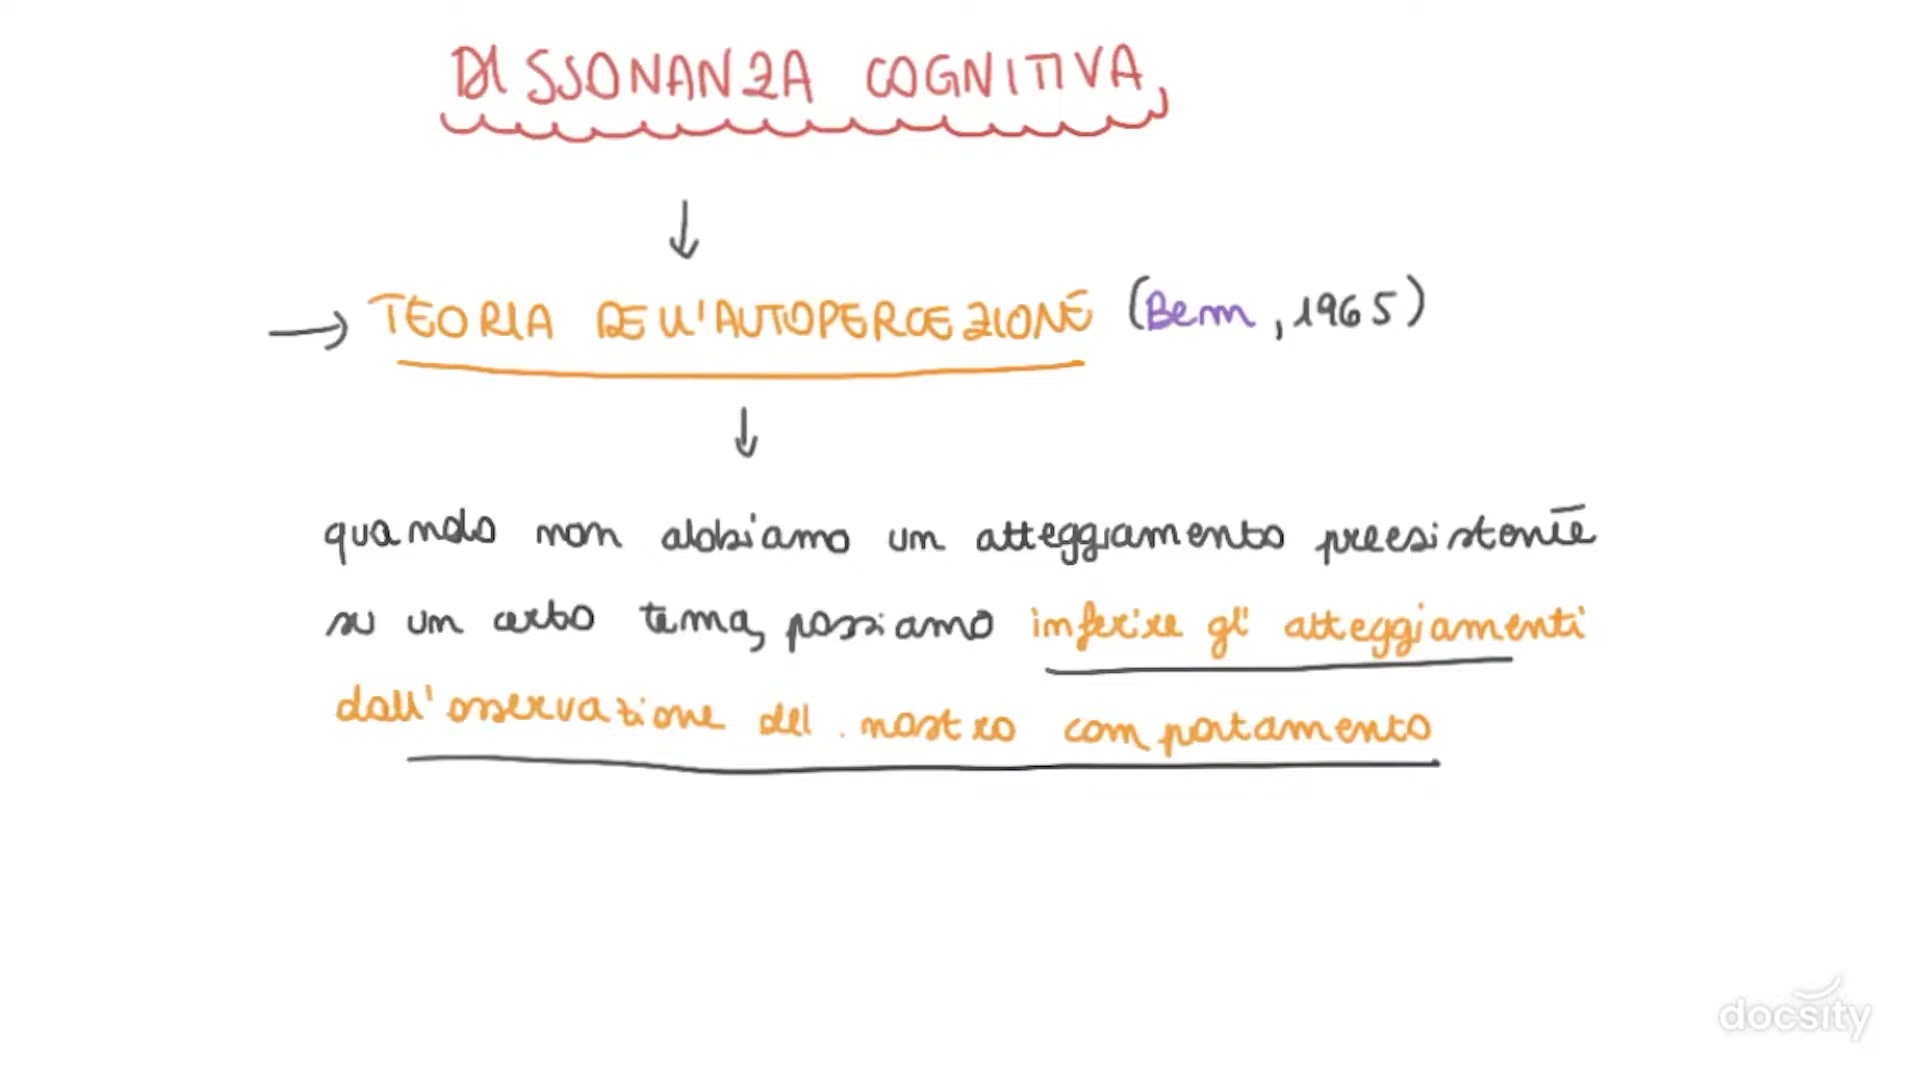 DISSONANZA COGNITIVA
TEORIA DELL'AUTOPERCEZIONE (Bem, 1965)
quando non abbiamo un atteggiamento preesistente
su un certo tema, possiamo inferire gli atteggiamenti
dall'osservazione del nostro comportamento
docsity